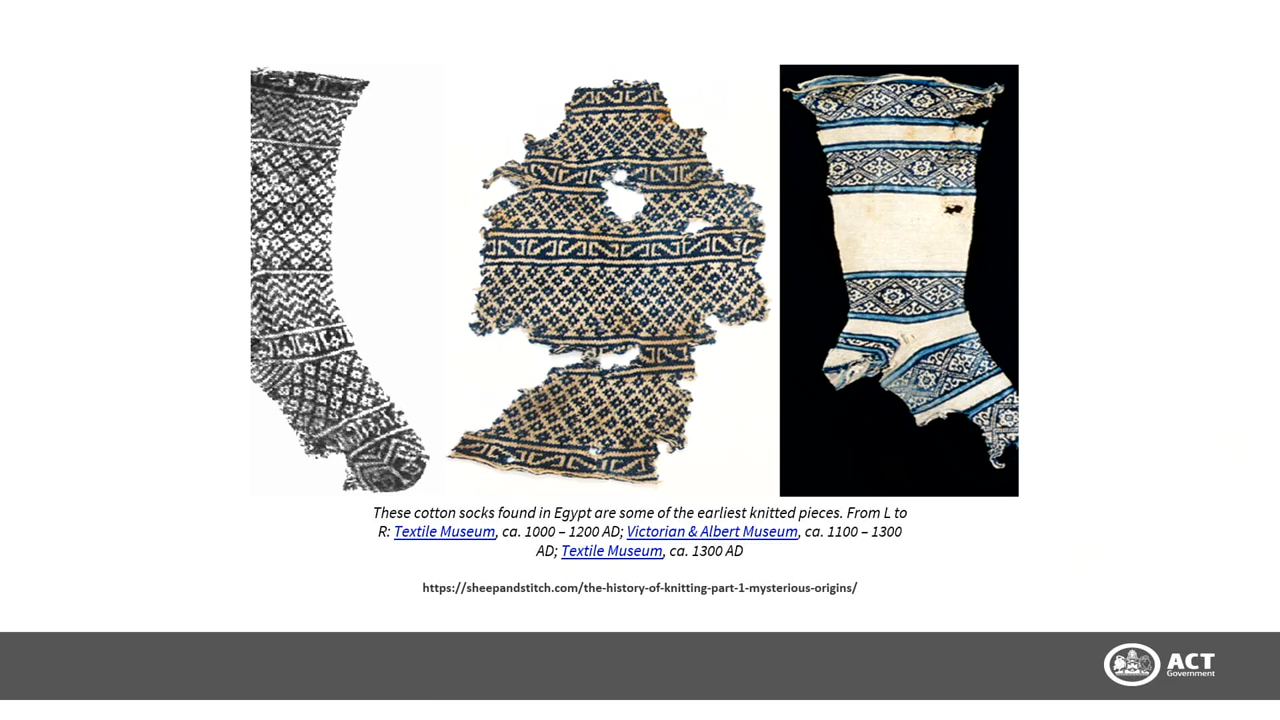 These cotton socks found in Egypt are some of the earliest knitted pieces. From L to
R: Textile Museum, ca. 1000 – 1200 AD; Victorian & Albert Museum, ca. 1100 – 1300
AD; Textile Museum, ca. 1300 AD
https://sheepandstitch.com/the-history-of-knitting-part-1-mysterious-origins/
ACT
Government